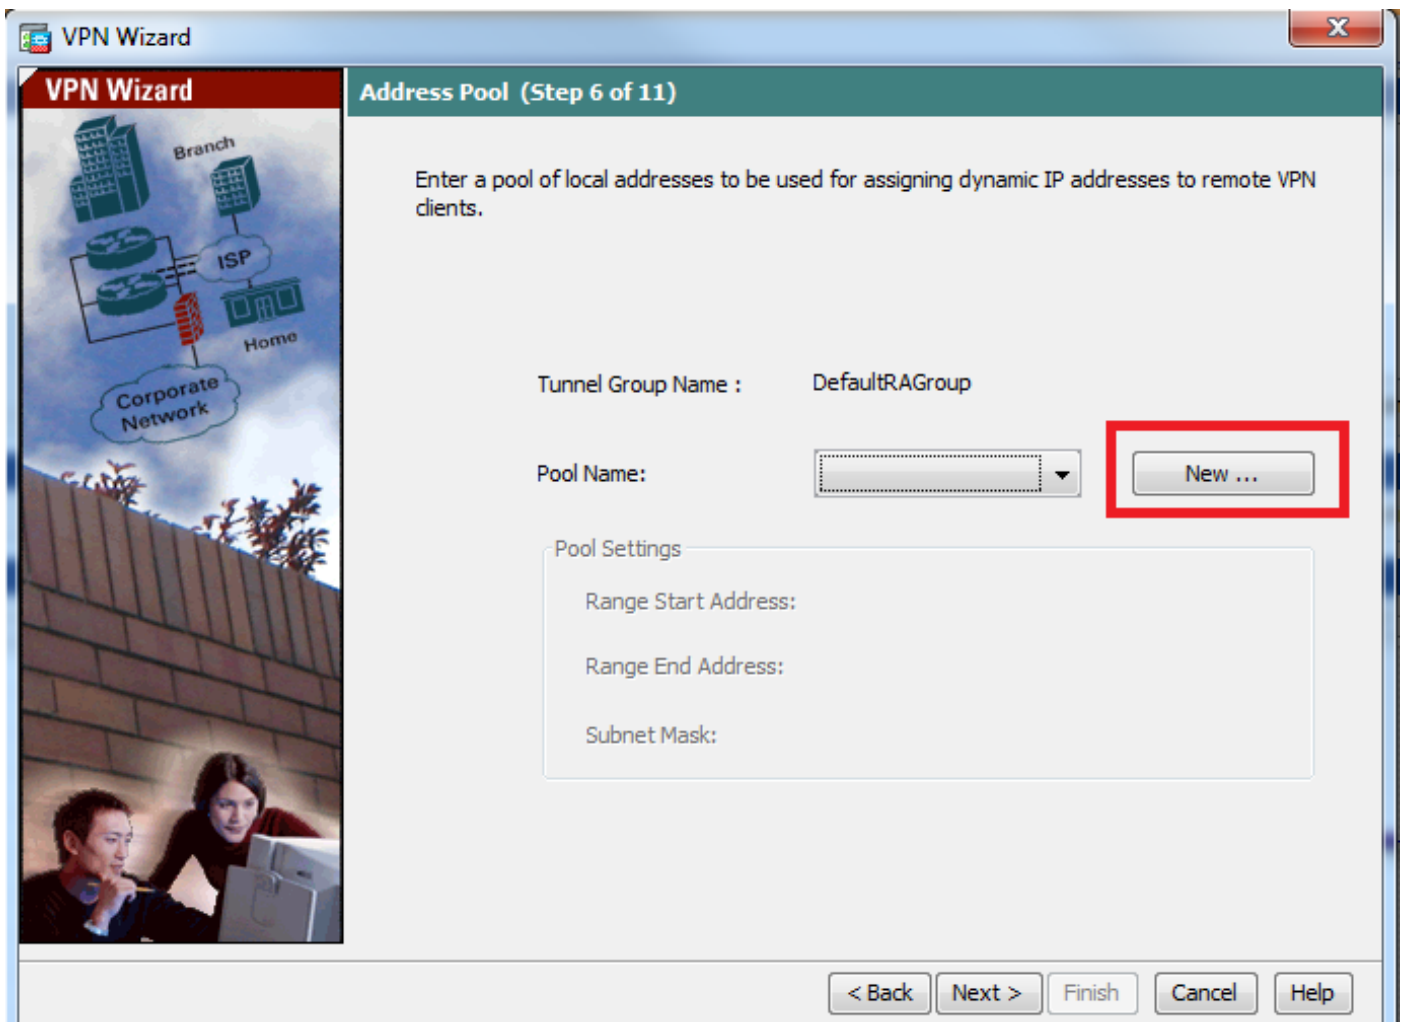 VPN Wizard
X
VPN Wizard
Address Pool (Step 6 of 11)
Branch
ISP
Home
Corporate
Network
Enter a pool of local addresses to be used for assigning dynamic IP addresses to remote VPN
clients.
Tunnel Group Name : DefaultRAGroup
Pool Name: New ...
Pool Settings
Range Start Address:
Range End Address:
Subnet Mask:
< Back Next > Finish Cancel Help